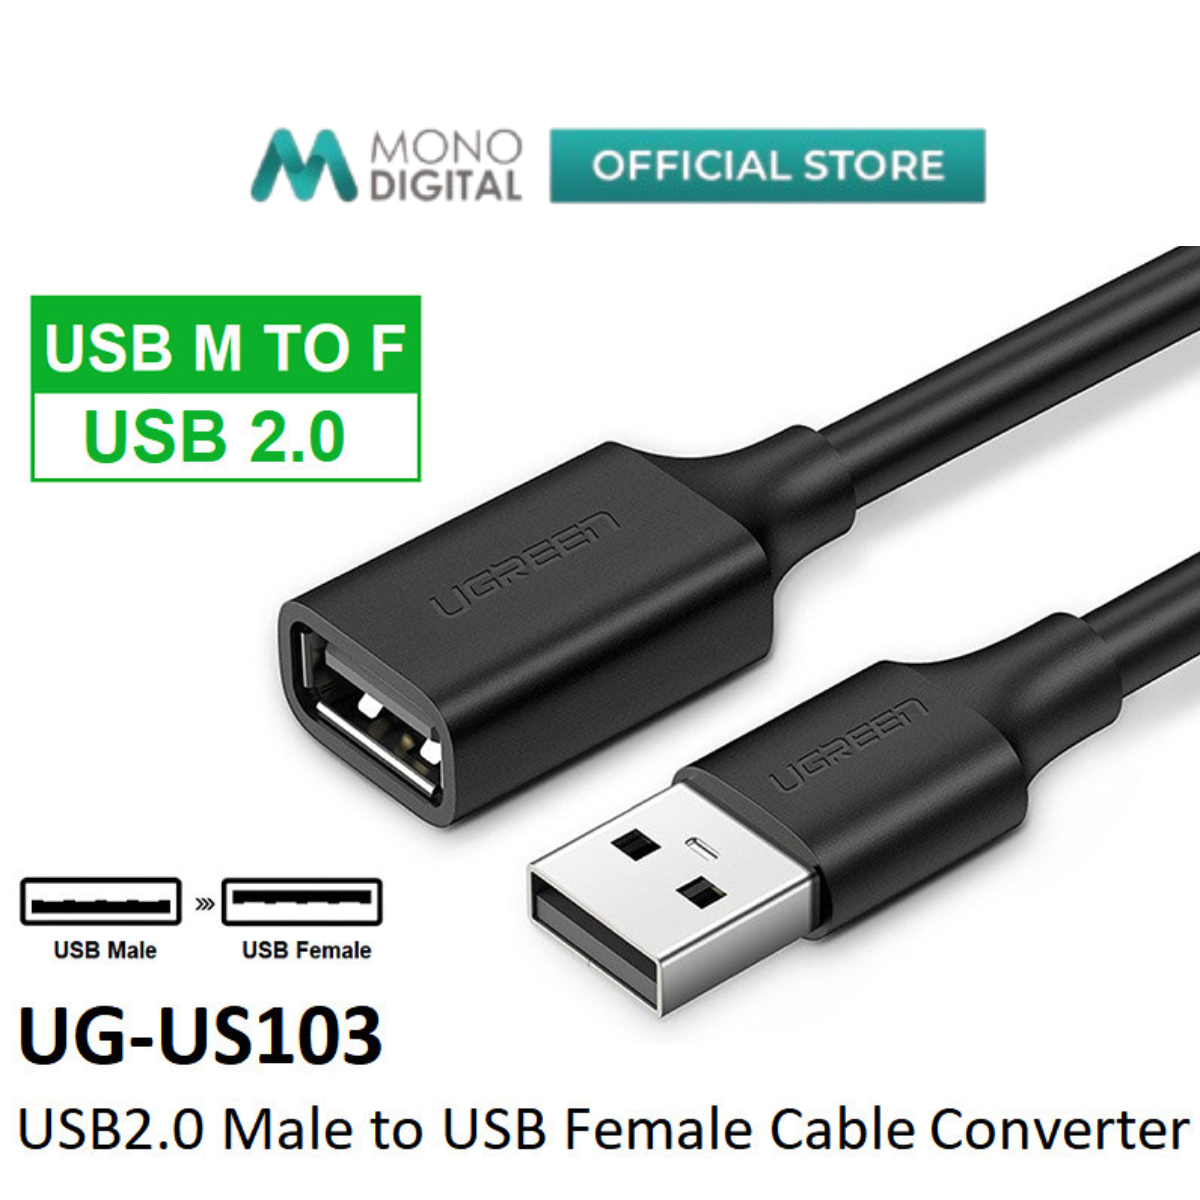 MONO
DIGITAL
OFFICIAL STORE
USB M TO F
USB 2.0
UGREEN
UGREEN
USB Male
USB Female
UG-US103
USB2.0 Male to USB Female Cable Converter